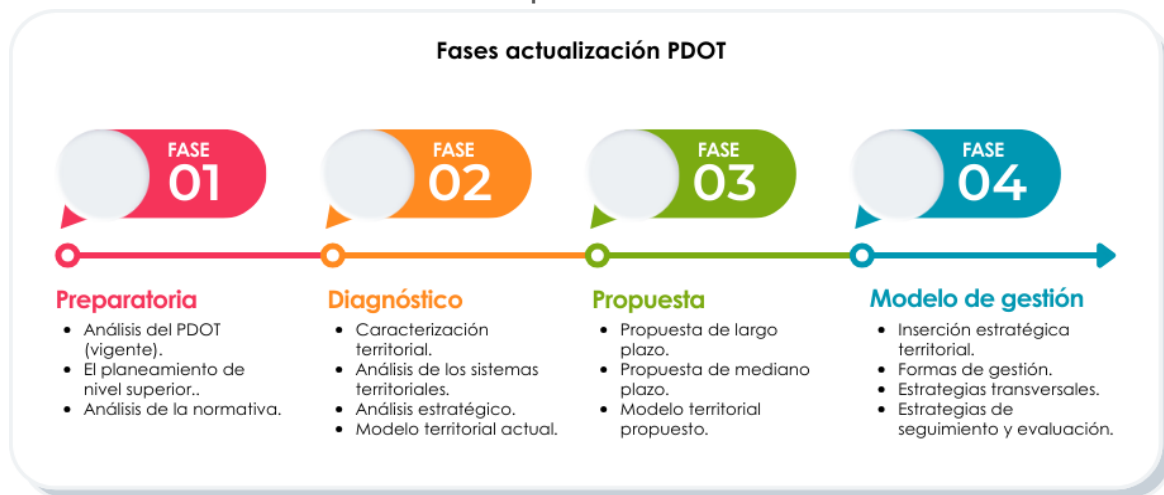 Fases actualización PDOT
FASE
01
FASE
02
FASE
03
FASE
04
Preparatoria
• Análisis del PDOT
(vigente).
• El planeamiento de
nivel superior..
• Análisis de la normativa.
Diagnóstico
• Caracterización
territorial.
• Análisis de los sistemas
territoriales.
• Análisis estratégico.
• Modelo territorial actual.
Propuesta
• Propuesta de largo
plazo.
• Propuesta de mediano
plazo.
• Modelo territorial
propuesto.
Modelo de gestión
• Inserción estratégica
territorial.
• Formas de gestión.
• Estrategias transversales.
• Estrategias de
seguimiento y evaluación.